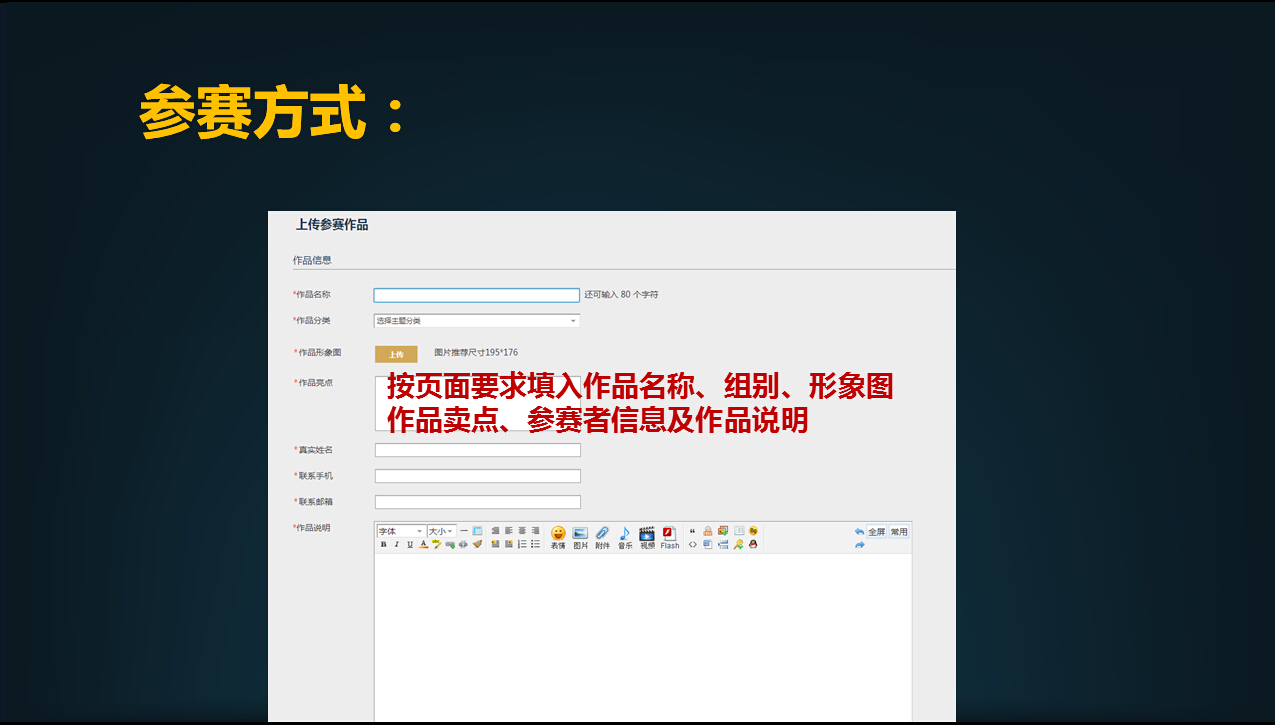 参赛方式：
上传参赛作品
作品信息
*作品名称 还可输入 80 个字符
*作品分类 选择主题分类
*作品形象图 上传 图片推荐尺寸195*176
*作品亮点
按页面要求填入作品名称、组别、形象图
作品卖点、参赛者信息及作品说明
*真实姓名
*联系手机
*联系邮箱
*作品说明
字体 大小 全屏 常用
B I U A 表情 图片 附件 音乐 视频 Flash